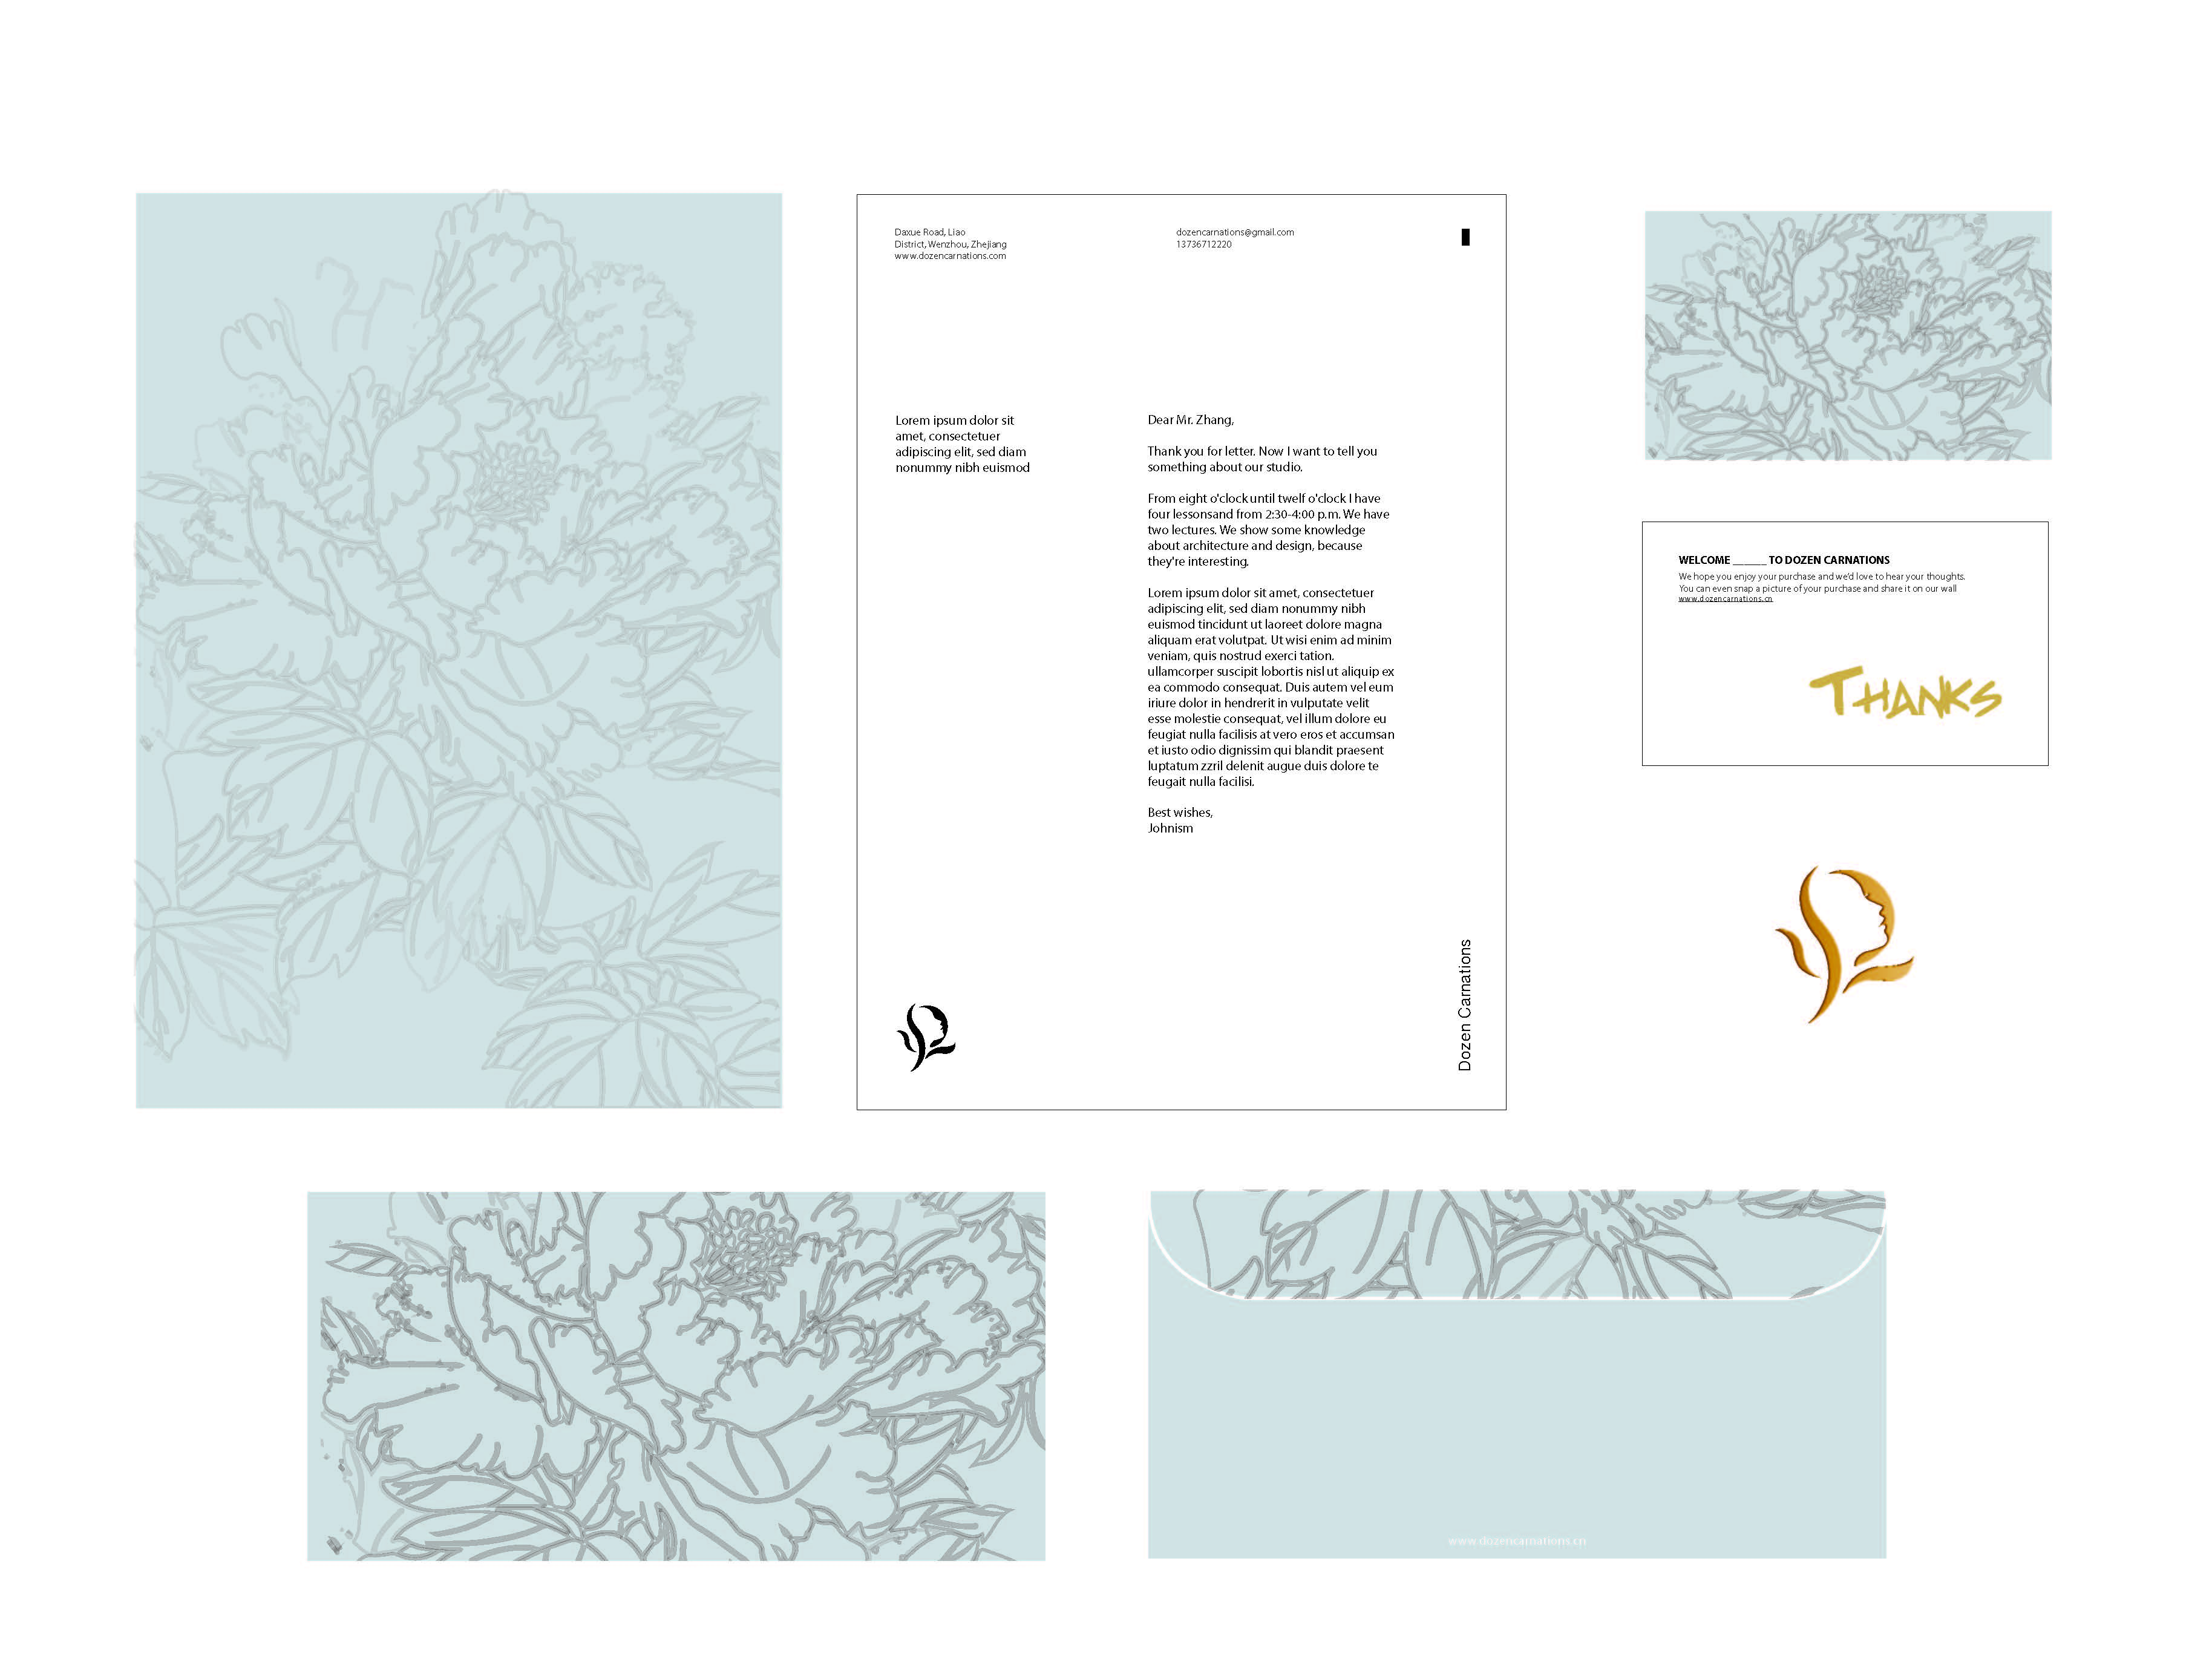 Daxue Road, Liao
District, Wenzhou, Zhejiang
www.dozencarnations.com
dozencarnations@gmail.com
13736712220
Lorem ipsum dolor sit
amet, consectetuer
adipiscing elit, sed diam
nonummy nibh euismod
Dear Mr. Zhang,
Thank you for letter. Now I want to tell you
something about our studio.
From eight o'clock until twelf o'clock I have
four lessonsand from 2:30-4:00 p.m. We have
two lectures. We show some knowledge
about architecture and design, because
they're interesting.
Lorem ipsum dolor sit amet, consectetuer
adipiscing elit, sed diam nonummy nibh
euismod tincidunt ut laoreet dolore magna
aliquam erat volutpat. Ut wisi enim ad minim
veniam, quis nostrud exerci tation.
ullamcorper suscipit lobortis nisl ut aliquip ex
ea commodo consequat. Duis autem vel eum
iriure dolor in hendrerit in vulputate velit
esse molestie consequat, vel illum dolore eu
feugiat nulla facilisis at vero eros et accumsan
et iusto odio dignissim qui blandit praesent
luptatum zzril delenit augue duis dolore te
feugait nulla facilisi.
Best wishes,
Johnism
Dozen Carnations
WELCOME ______ TO DOZEN CARNATIONS
We hope you enjoy your purchase and we'd love to hear your thoughts.
You can even snap a picture of your purchase and share it on our wall
www.dozencarnations.cn
THANKS
www.dozencarnations.cn